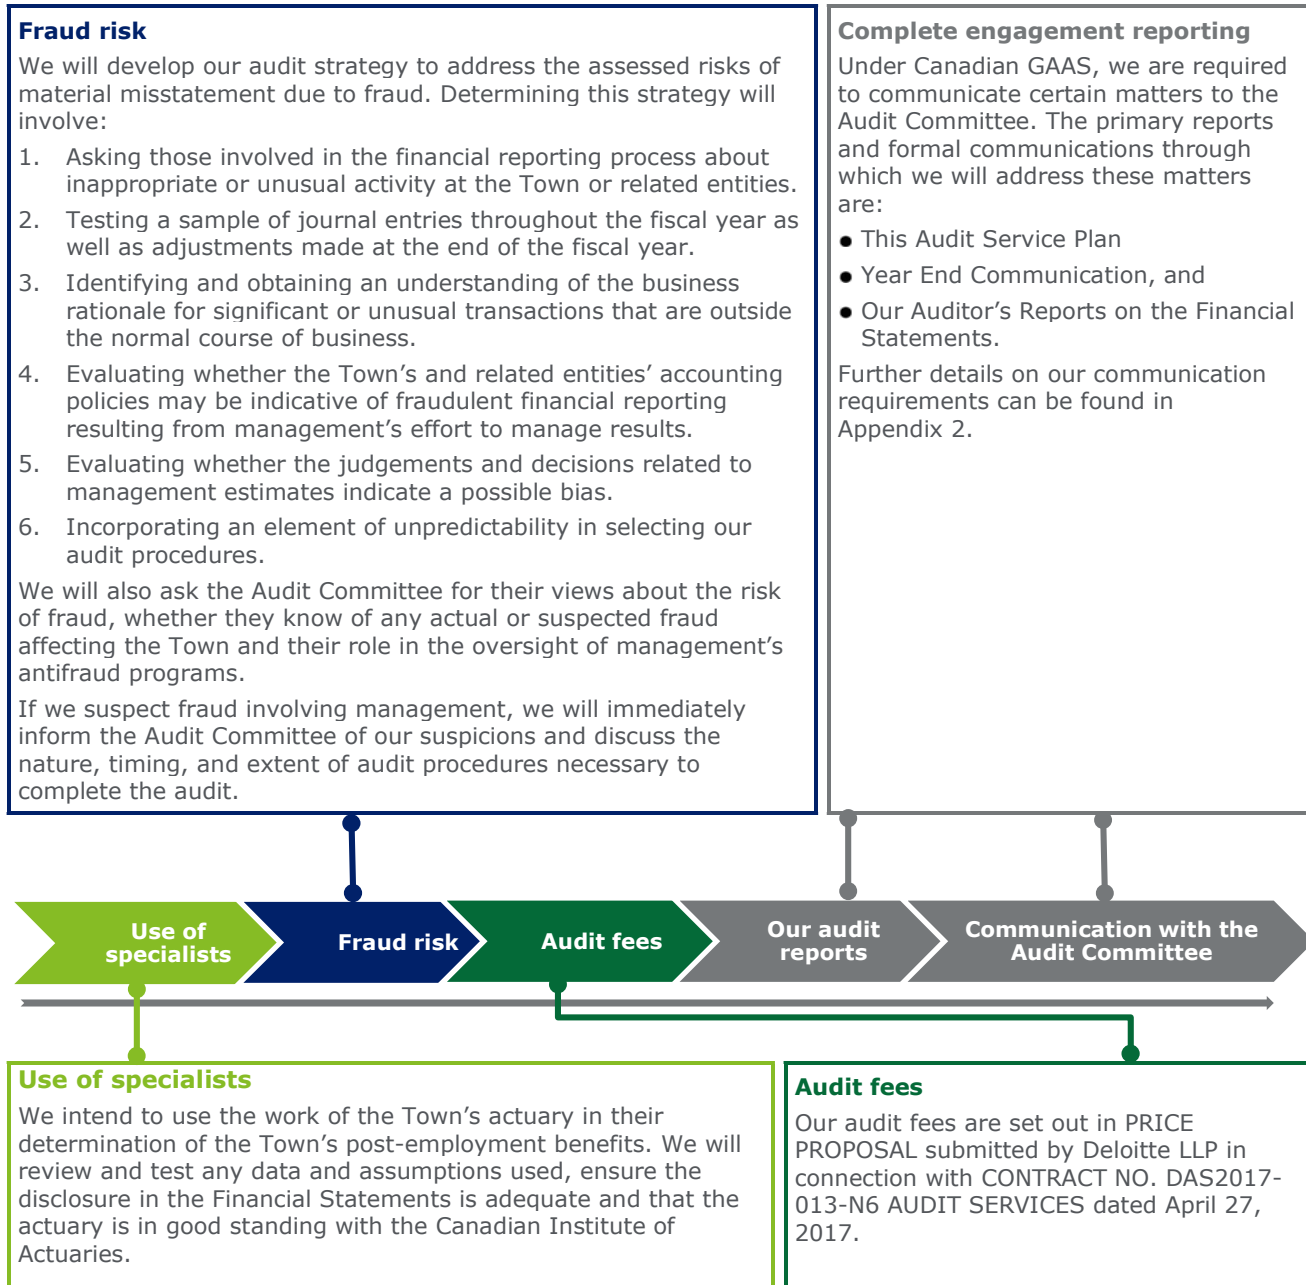 Fraud risk
We will develop our audit strategy to address the assessed risks of
material misstatement due to fraud. Determining this strategy will
involve:
1. Asking those involved in the financial reporting process about
inappropriate or unusual activity at the Town or related entities.
2. Testing a sample of journal entries throughout the fiscal year as
well as adjustments made at the end of the fiscal year.
3. Identifying and obtaining an understanding of the business
rationale for significant or unusual transactions that are outside
the normal course of business.
4. Evaluating whether the Town’s and related entities’ accounting
policies may be indicative of fraudulent financial reporting
resulting from management’s effort to manage results.
5. Evaluating whether the judgements and decisions related to
management estimates indicate a possible bias.
6. Incorporating an element of unpredictability in selecting our
audit procedures.
We will also ask the Audit Committee for their views about the risk
of fraud, whether they know of any actual or suspected fraud
affecting the Town and their role in the oversight of management’s
antifraud programs.
If we suspect fraud involving management, we will immediately
inform the Audit Committee of our suspicions and discuss the
nature, timing, and extent of audit procedures necessary to
complete the audit.
Complete engagement reporting
Under Canadian GAAS, we are required
to communicate certain matters to the
Audit Committee. The primary reports
and formal communications through
which we will address these matters
are:
● This Audit Service Plan
● Year End Communication, and
● Our Auditor’s Reports on the Financial
Statements.
Further details on our communication
requirements can be found in
Appendix 2.
Use of
specialists
Fraud risk
Audit fees
Our audit
reports
Communication with the
Audit Committee
Use of specialists
We intend to use the work of the Town’s actuary in their
determination of the Town’s post-employment benefits. We will
review and test any data and assumptions used, ensure the
disclosure in the Financial Statements is adequate and that the
actuary is in good standing with the Canadian Institute of
Actuaries.
Audit fees
Our audit fees are set out in PRICE
PROPOSAL submitted by Deloitte LLP in
connection with CONTRACT NO. DAS2017-
013-N6 AUDIT SERVICES dated April 27,
2017.